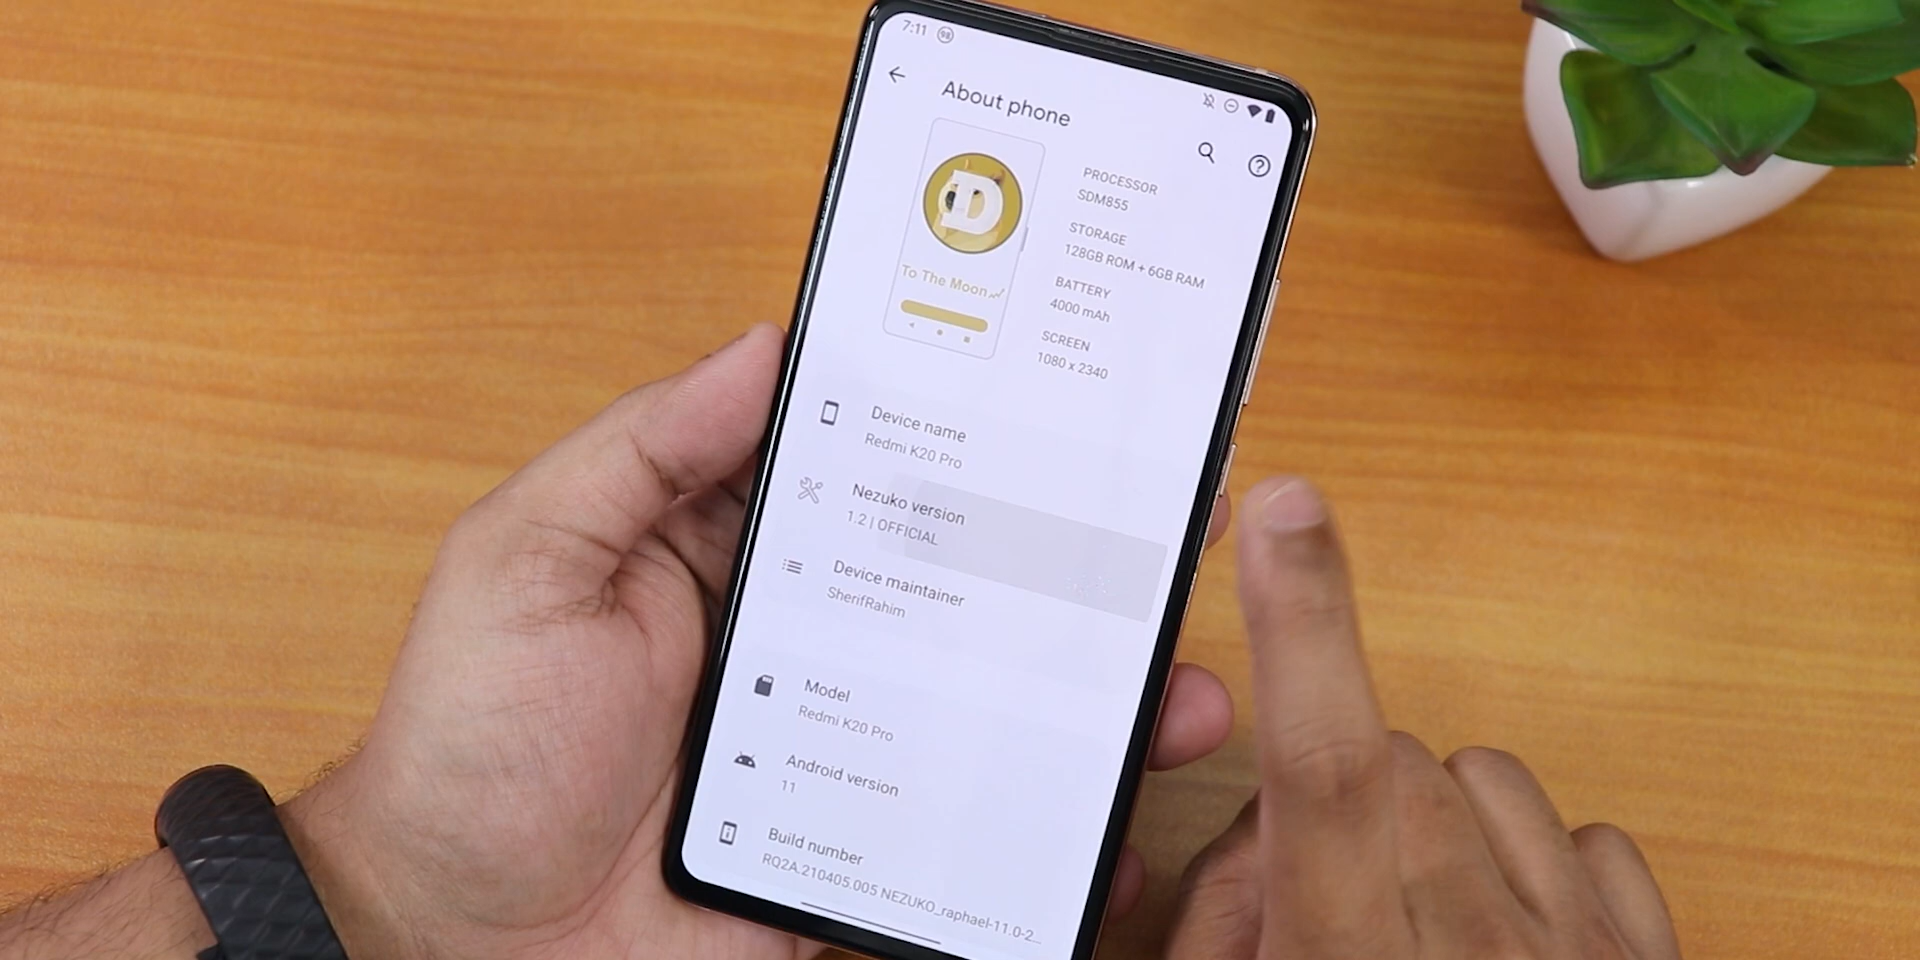 7:11 98
About phone
D
To The Moon
PROCESSOR
SDM855
STORAGE
128GB ROM + 6GB RAM
BATTERY
4000 mAh
SCREEN
1080 x 2340
Device name
Redmi K20 Pro
Nezuko version
1.2 | OFFICIAL
Device maintainer
SherifRahim
Model
Redmi K20 Pro
Android version
11
Build number
RQ2A.210405.005 NEZUKO_raphael-11.0-2...